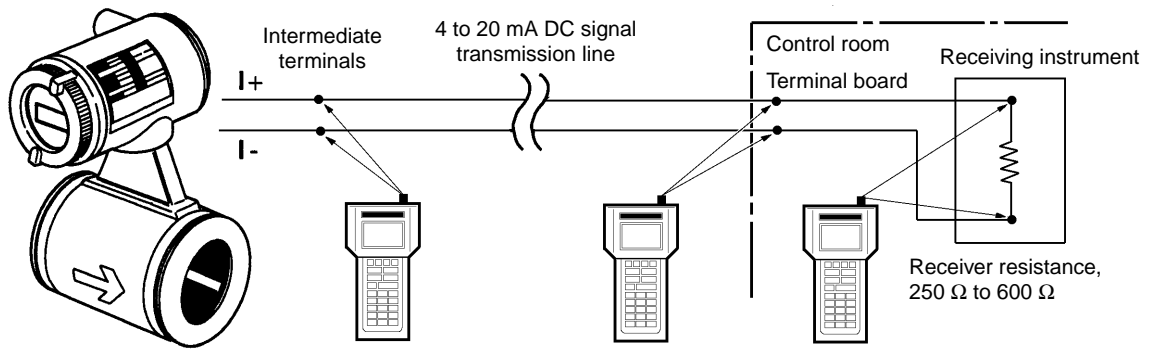 Intermediate
terminals
4 to 20 mA DC signal
transmission line
Control room
Terminal board
Receiving instrument
I+
I-
Receiver resistance,
250 Ω to 600 Ω